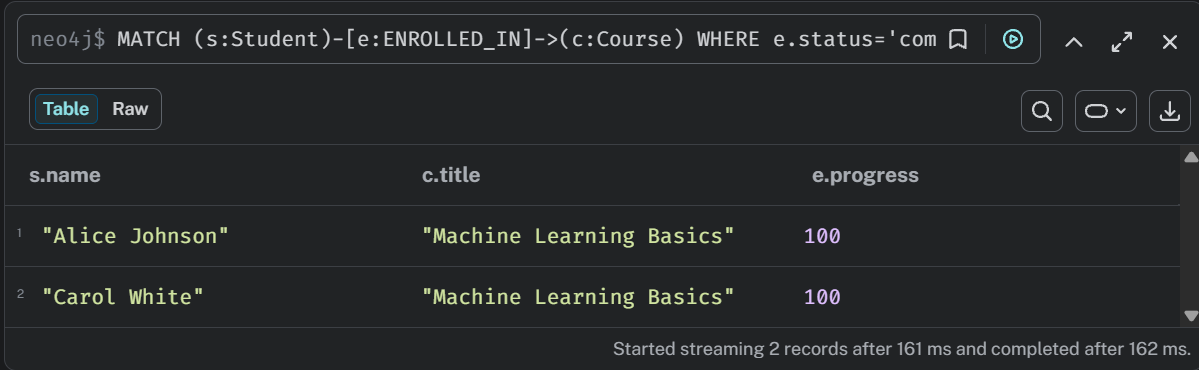 neo4j$ MATCH (s:Student)-[e:ENROLLED_IN]->(c:Course) WHERE e.status='com
Table Raw
s.name c.title e.progress
1 "Alice Johnson" "Machine Learning Basics" 100
2 "Carol White" "Machine Learning Basics" 100
Started streaming 2 records after 161 ms and completed after 162 ms.